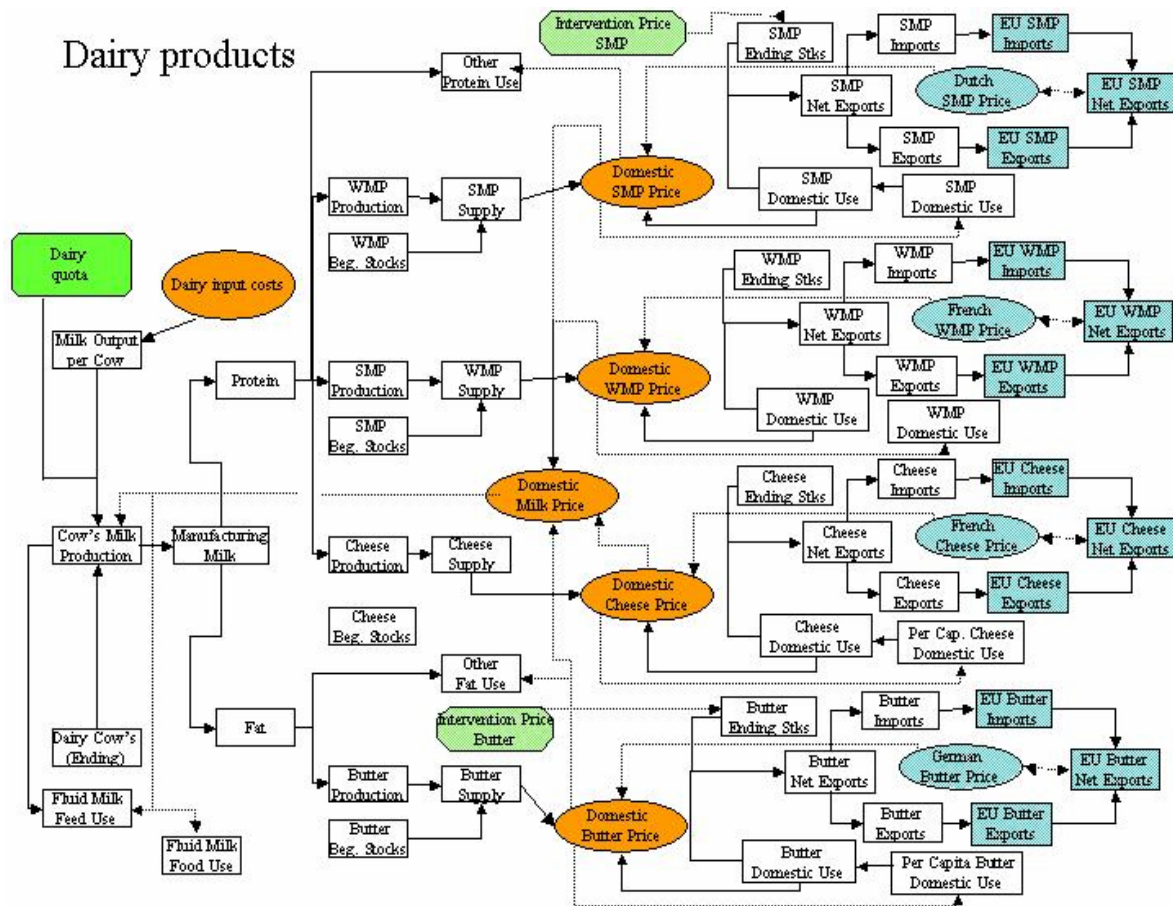 Dairy products
Intervention Price
SMP
SMP
Ending Stks
SMP
Imports
EU SMP
Imports
Other
Protein Use
SMP
Net Exports
Dutch
SMP Price
EU SMP
Net Exports
SMP
Exports
EU SMP
Exports
Domestic
SMP Price
WMP
Production
SMP
Supply
SMP
Domestic Use
SMP
Domestic Use
WMP
Beg. Stocks
Dairy
quota
Dairy input costs
WMP
Ending Stks
WMP
Imports
EU WMP
Imports
WMP
Net Exports
French
WMP Price
EU WMP
Net Exports
Milk Output
per Cow
Protein
SMP
Production
WMP
Supply
Domestic
WMP Price
WMP
Exports
EU WMP
Exports
SMP
Beg. Stocks
WMP
Domestic Use
WMP
Domestic Use
Domestic
Milk Price
Cheese
Ending Stks
Cheese
Imports
EU Cheese
Imports
Cow's Milk
Production
Manufacturing
Milk
Cheese
Production
Cheese
Supply
Cheese
Net Exports
French
Cheese Price
EU Cheese
Net Exports
Domestic
Cheese Price
Cheese
Exports
EU Cheese
Exports
Cheese
Beg. Stocks
Cheese
Domestic Use
Per Cap. Cheese
Domestic Use
Other
Fat Use
Fat
Intervention Price
Butter
Butter
Ending Stks
Butter
Imports
EU Butter
Imports
Dairy Cow's
(Ending)
Butter
Net Exports
German
Butter Price
EU Butter
Net Exports
Butter
Production
Butter
Supply
Fluid Milk
Feed Use
Domestic
Butter Price
Butter
Exports
EU Butter
Exports
Fluid Milk
Food Use
Butter
Beg. Stocks
Butter
Domestic Use
Per Capita Butter
Domestic Use